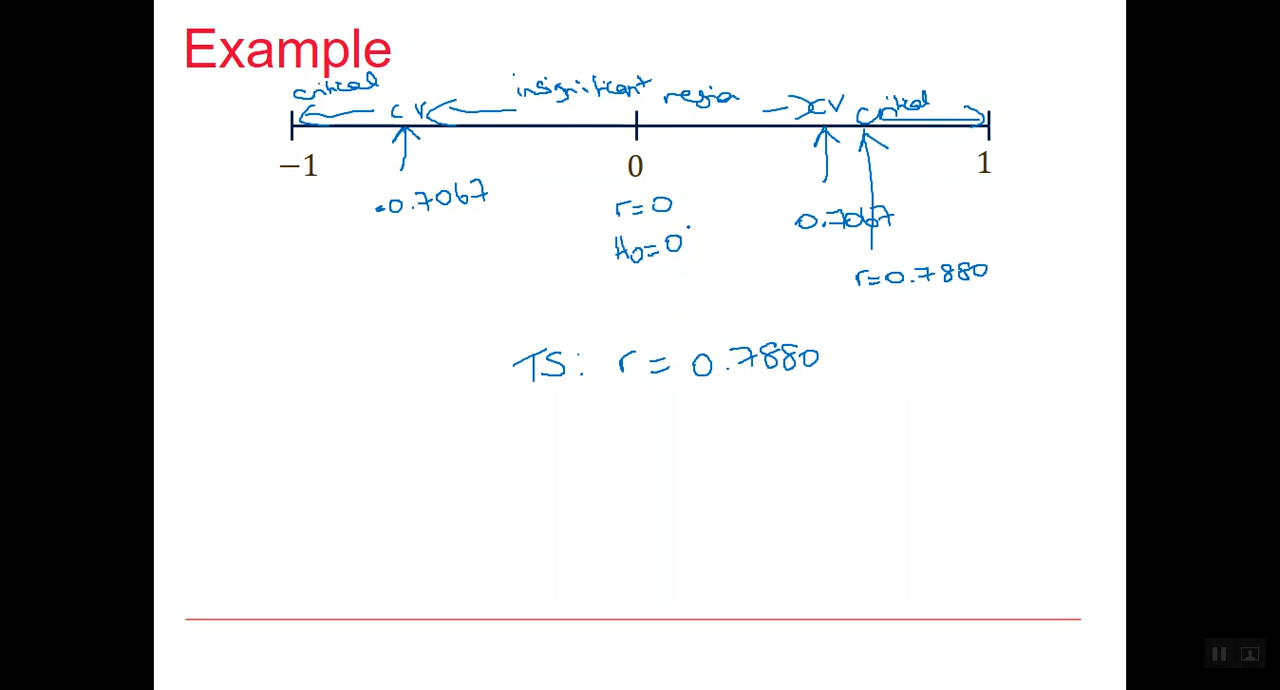 Example
critical insignificant region
CV CV critical
−1 0 1
-0.7067 r=0 0.7067
H0=0
r=0.7880
TS: r = 0.7880